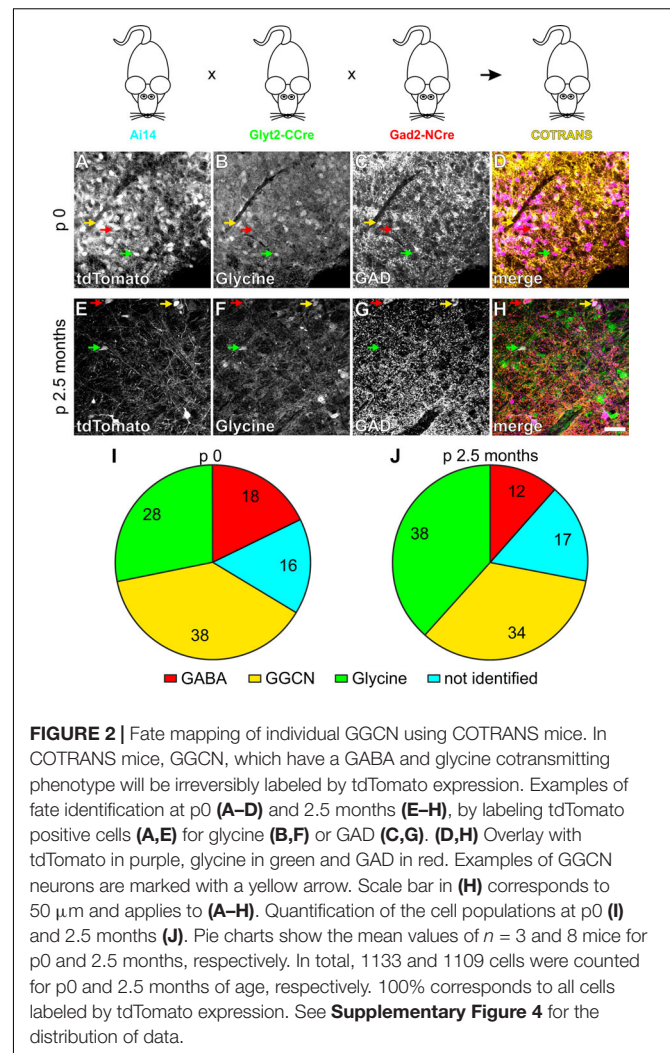 x x
Ai14 Glyt2-CCre Gad2-NCre COTRANS
p 0
A B C D
tdTomato Glycine GAD merge
p 2.5 months
E F G H
tdTomato Glycine GAD merge
I p 0
18
28
16
38
J p 2.5 months
12
38
17
34
GABA GGCN Glycine not identified
FIGURE 2 | Fate mapping of individual GGCN using COTRANS mice. In
COTRANS mice, GGCN, which have a GABA and glycine cotransmitting
phenotype will be irreversibly labeled by tdTomato expression. Examples of
fate identification at p0 (A–D) and 2.5 months (E–H), by labeling tdTomato
positive cells (A,E) for glycine (B,F) or GAD (C,G). (D,H) Overlay with
tdTomato in purple, glycine in green and GAD in red. Examples of GGCN
neurons are marked with a yellow arrow. Scale bar in (H) corresponds to
50 μm and applies to (A–H). Quantification of the cell populations at p0 (I)
and 2.5 months (J). Pie charts show the mean values of n = 3 and 8 mice for
p0 and 2.5 months, respectively. In total, 1133 and 1109 cells were counted
for p0 and 2.5 months of age, respectively. 100% corresponds to all cells
labeled by tdTomato expression. See Supplementary Figure 4 for the
distribution of data.